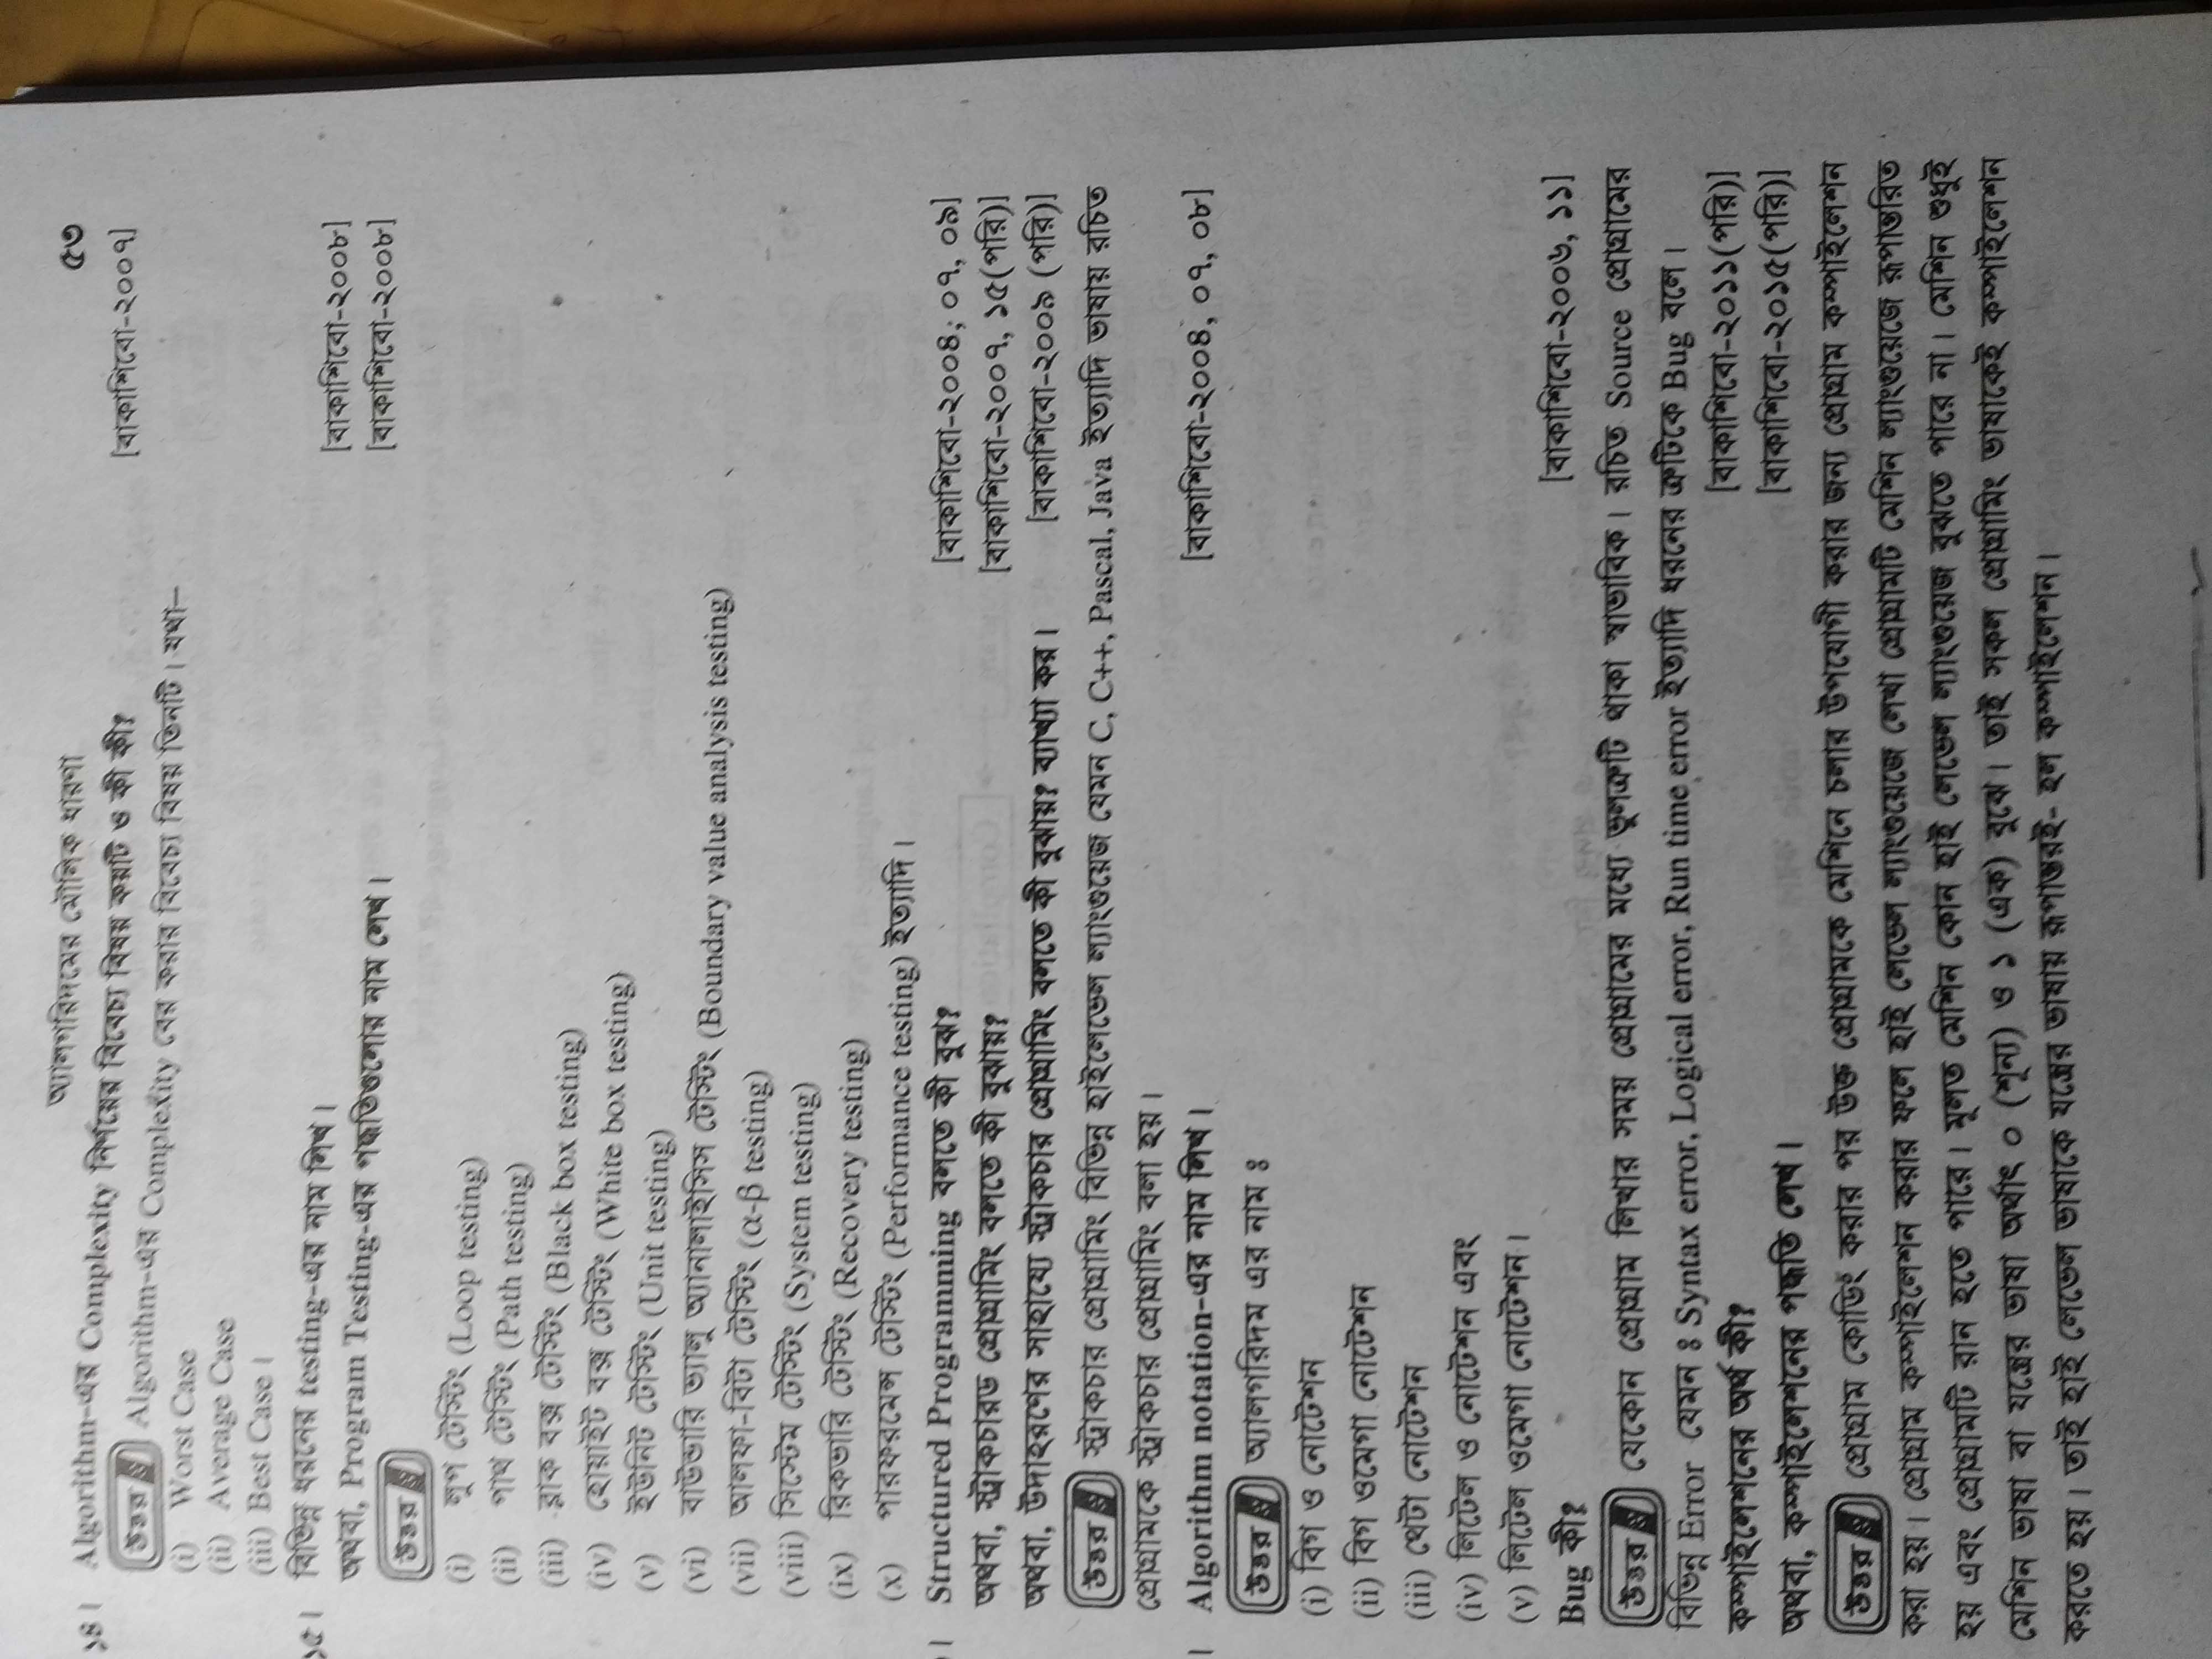 অ্যালগরিদমের মৌলিক ধারণা ৫৩
১৪। Algorithm-এর Complexity নির্ণয়ের বিবেচ্য বিষয় কয়টি ও কী কী? [বাকাশিবো-২০০৭]
উত্তর Algorithm-এর Complexity বের করার বিবেচ্য বিষয় তিনটি। যথা–
(i) Worst Case
(ii) Average Case
(iii) Best Case।
১৫। বিভিন্ন ধরনের testing-এর নাম লিখ। [বাকাশিবো-২০০৮]
অথবা, Program Testing-এর পদ্ধতিগুলোর নাম লেখ। [বাকাশিবো-২০০৮]
উত্তর
(i) লুপ টেস্টিং (Loop testing)
(ii) পাথ টেস্টিং (Path testing)
(iii) ব্লাক বক্স টেস্টিং (Black box testing)
(iv) হোয়াইট বক্স টেস্টিং (White box testing)
(v) ইউনিট টেস্টিং (Unit testing)
(vi) বাউন্ডারি ভ্যালু অ্যানালাইসিস টেস্টিং (Boundary value analysis testing)
(vii) আলফা-বিটা টেস্টিং (α-β testing)
(viii) সিস্টেম টেস্টিং (System testing)
(ix) রিকভারি টেস্টিং (Recovery testing)
(x) পারফরমেন্স টেস্টিং (Performance testing) ইত্যাদি।
। Structured Programming বলতে কী বুঝ? [বাকাশিবো-২০০৪; ০৭, ০৯]
অথবা, স্ট্রাকচারড প্রোগ্রামিং বলতে কী বুঝায়? [বাকাশিবো-২০০৭, ১৫(পরি)]
অথবা, উদাহরণের সাহায্যে স্ট্রাকচার প্রোগ্রামিং বলতে কী বুঝায়? ব্যাখ্যা কর। [বাকাশিবো-২০০৯ (পরি)]
উত্তর স্ট্রাকচার প্রোগ্রামিং বিভিন্ন হাইলেভেল ল্যাংগুয়েজ যেমন C, C++, Pascal, Java ইত্যাদি ভাষায় রচিত
প্রোগ্রামকে স্ট্রাকচার প্রোগ্রামিং বলা হয়।
। Algorithm notation-এর নাম লিখ। [বাকাশিবো-২০০৪, ০৭, ০৮]
উত্তর অ্যালগরিদম এর নাম ঃ
(i) বিগ ও নোটেশন
(ii) বিগ ওমেগা নোটেশন
(iii) থেটা নোটেশন
(iv) লিটেল ও নোটেশন এবং
(v) লিটেল ওমেগা নোটেশন।
Bug কী? [বাকাশিবো-২০০৬, ১১]
উত্তর যেকোন প্রোগ্রাম লিখার সময় প্রোগ্রামের মধ্যে ভুলত্রুটি থাকা স্বাভাবিক। রচিত Source প্রোগ্রামের
বিভিন্ন Error যেমন ঃ Syntax error, Logical error, Run time error ইত্যাদি ধরনের ত্রুটিকে Bug বলে।
কম্পাইলেশনের অর্থ কী? [বাকাশিবো-২০১১(পরি)]
অথবা, কম্পাইলেশনের পদ্ধতি লেখ। [বাকাশিবো-২০১৫(পরি)]
উত্তর প্রোগ্রাম কোডিং করার পর উক্ত প্রোগ্রামকে মেশিনে চলার উপযোগী করার জন্য প্রোগ্রাম কম্পাইলেশন
করা হয়। প্রোগ্রাম কম্পাইলেশন করার ফলে হাই লেভেল ল্যাংগুয়েজে লেখা প্রোগ্রামটি মেশিন ল্যাংগুয়েজে রূপান্তরিত
হয় এবং প্রোগ্রামটি রান হতে পারে। মূলত মেশিন কোন হাই লেভেল ল্যাংগুয়েজ বুঝতে পারে না। মেশিন শুধুই
মেশিন ভাষা বা যন্ত্রের ভাষা অর্থাৎ ০ (শূন্য) ও ১ (এক) বুঝে। তাই সকল প্রোগ্রামিং ভাষাকেই কম্পাইলেশন
করতে হয়। তাই হাই লেভেল ভাষাকে যন্ত্রের ভাষায় রূপান্তরই- হল কম্পাইলেশন।